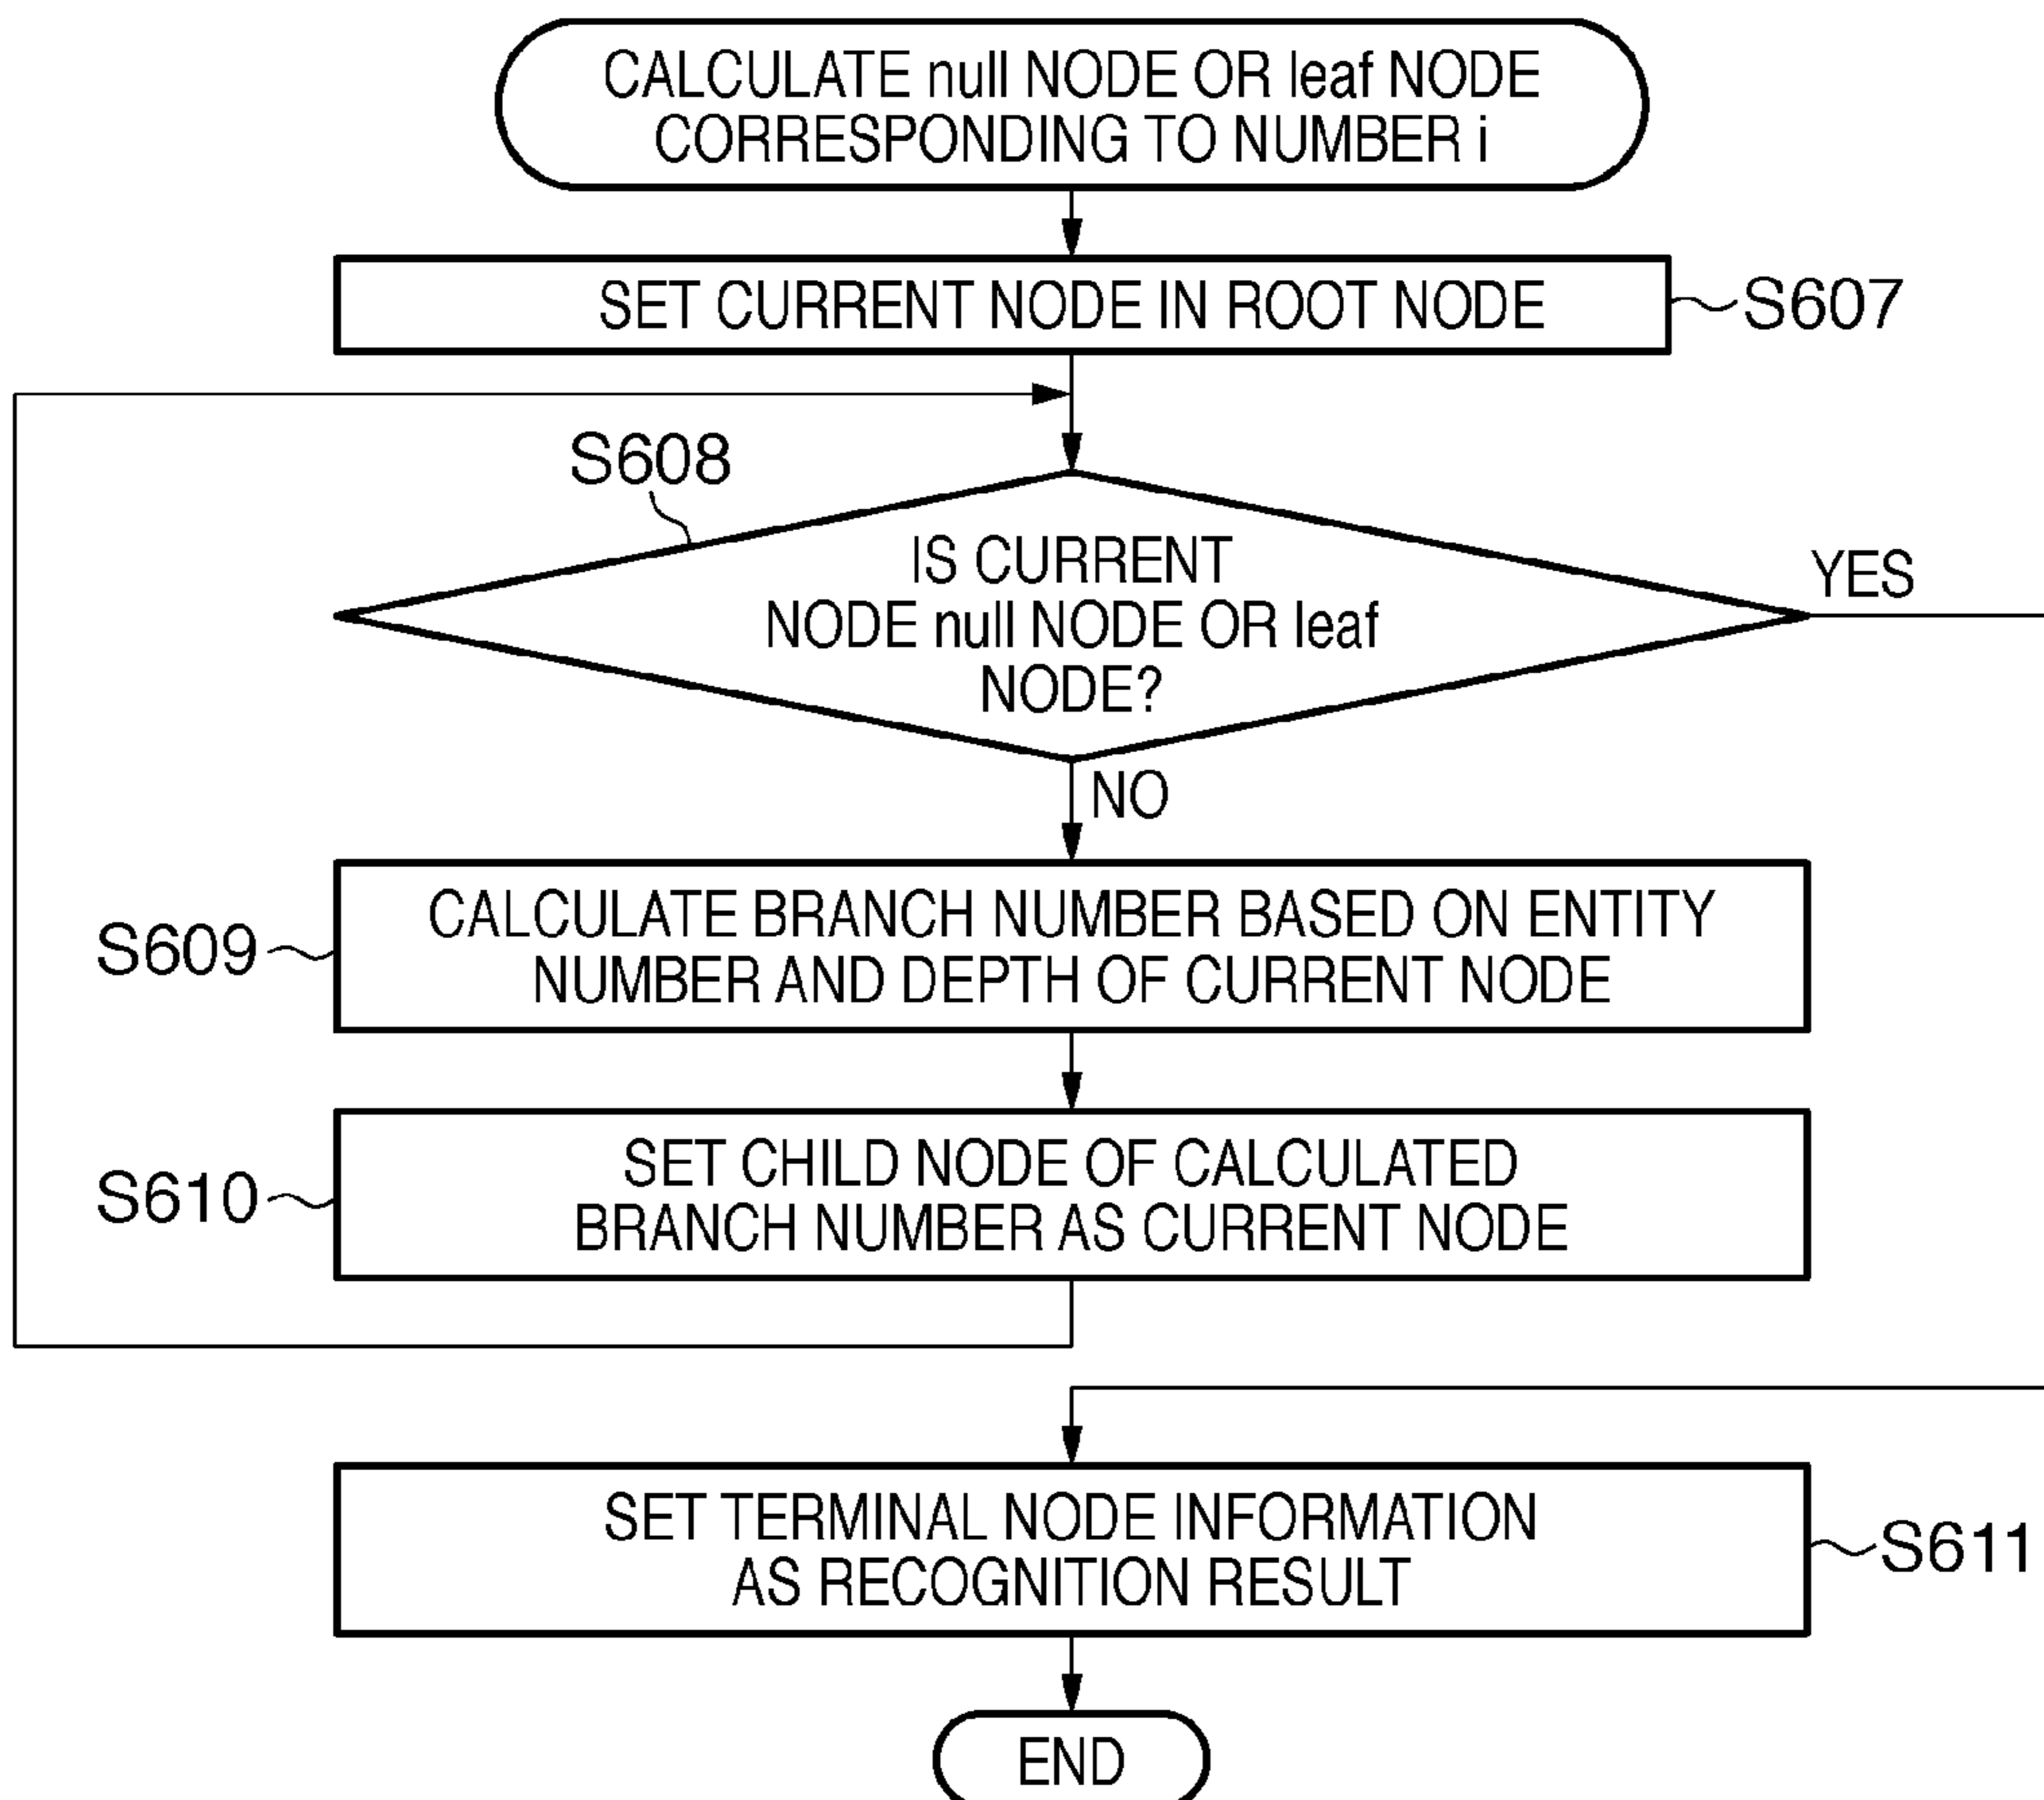 CALCULATE null NODE OR leaf NODE
CORRESPONDING TO NUMBER i
SET CURRENT NODE IN ROOT NODE
S607
S608
IS CURRENT
NODE null NODE OR leaf
NODE?
YES
NO
CALCULATE BRANCH NUMBER BASED ON ENTITY
NUMBER AND DEPTH OF CURRENT NODE
S609
SET CHILD NODE OF CALCULATED
BRANCH NUMBER AS CURRENT NODE
S610
SET TERMINAL NODE INFORMATION
AS RECOGNITION RESULT
S611
END